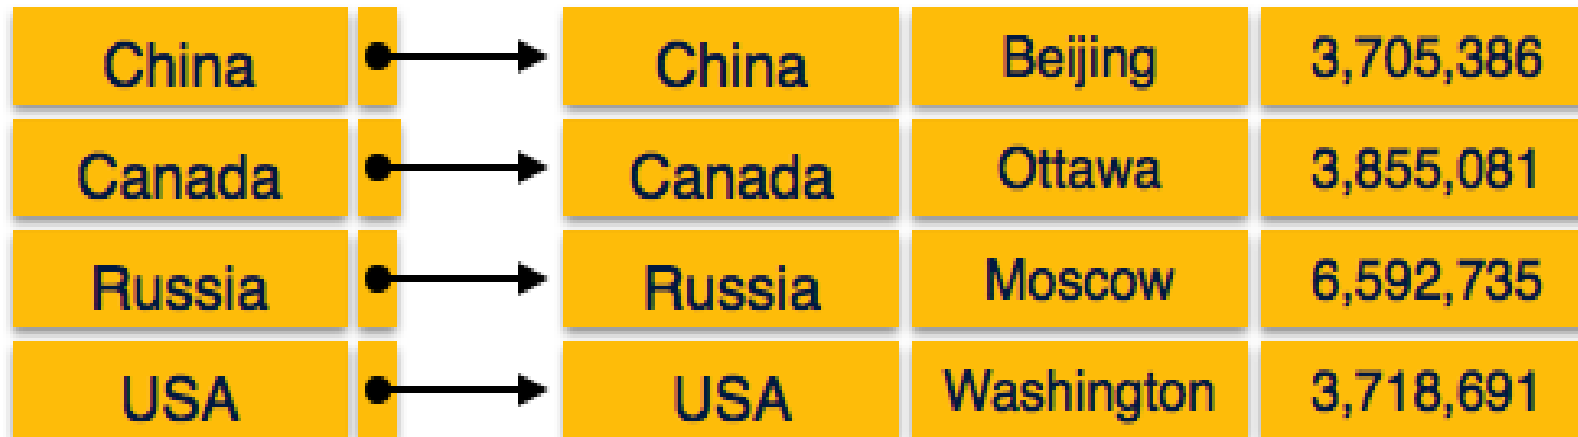 China China Beijing 3,705,386
Canada Canada Ottawa 3,855,081
Russia Russia Moscow 6,592,735
USA USA Washington 3,718,691